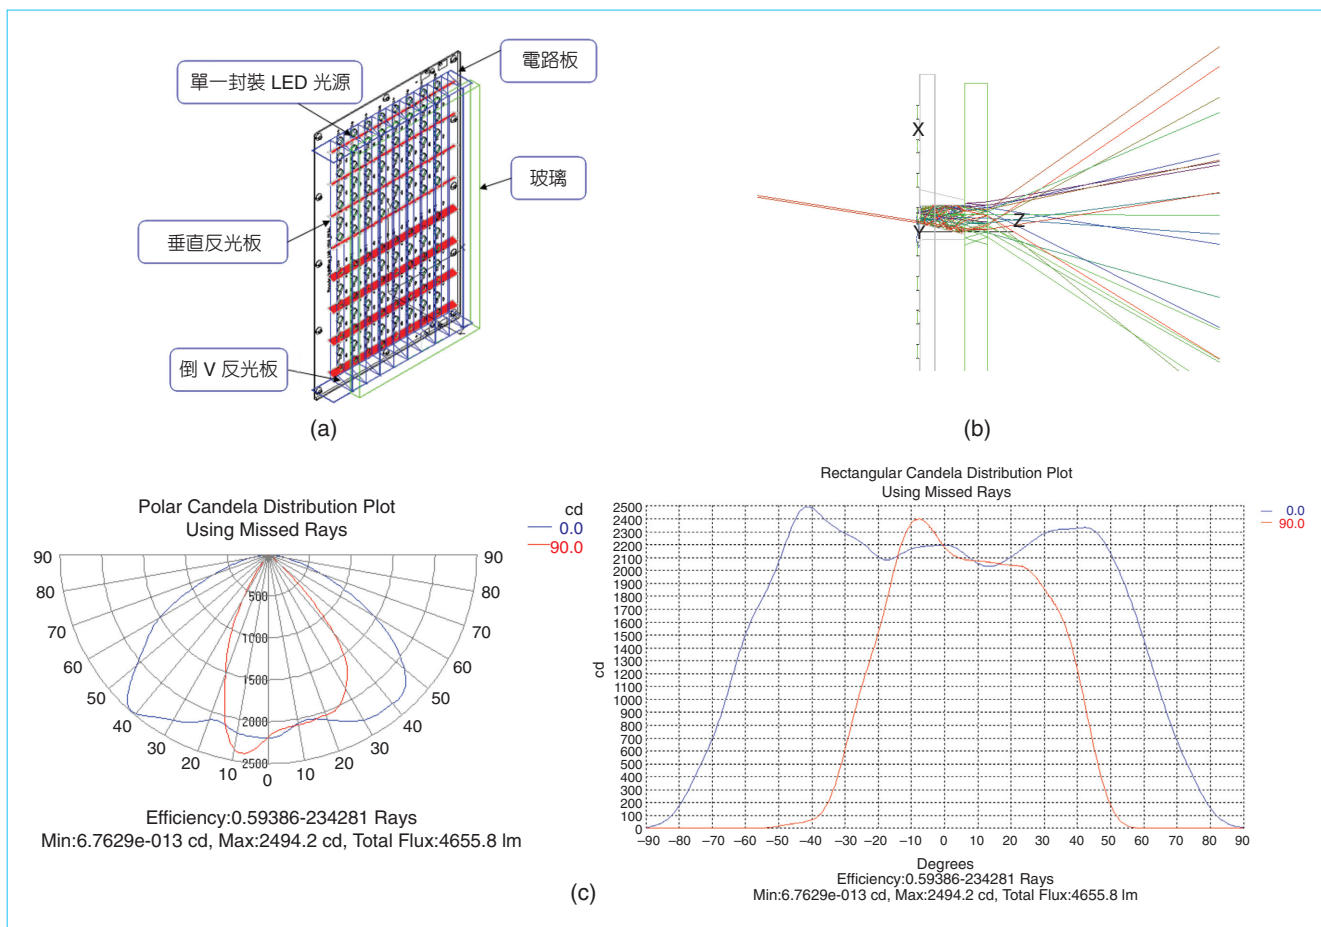 單一封裝 LED 光源
電路板
玻璃
垂直反光板
倒 V 反光板
(a)
X
Y
Z
(b)
Polar Candela Distribution Plot
Using Missed Rays
cd
0.0
90.0
90
80
70
60
50
40
30
20
10
0
10
20
30
40
50
60
70
80
90
500
1000
1500
2000
2500
Efficiency:0.59386-234281 Rays
Min:6.7629e-013 cd, Max:2494.2 cd, Total Flux:4655.8 lm
Rectangular Candela Distribution Plot
Using Missed Rays
0.0
90.0
2500
2400
2300
2200
2100
2000
1900
1800
1700
1600
1500
1400
1300
1200
1100
1000
900
800
700
600
500
400
300
200
100
0
cd
–90 –80 –70 –60 –50 –40 –30 –20 –10 0 10 20 30 40 50 60 70 80 90
Degrees
Efficiency:0.59386-234281 Rays
Min:6.7629e-013 cd, Max:2494.2 cd, Total Flux:4655.8 lm
(c)